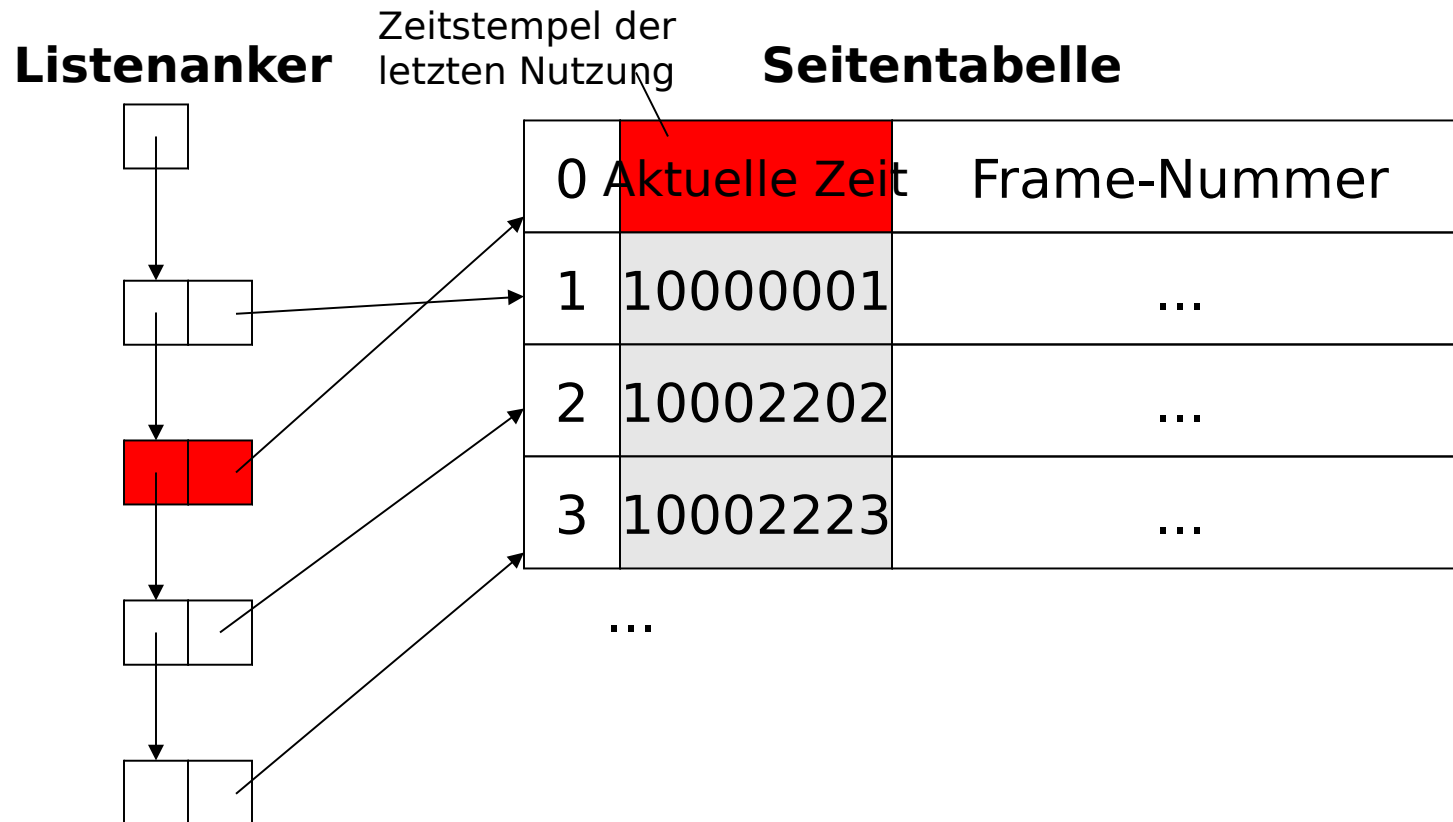 Zeitstempel der
letzten Nutzung
Listenanker
Seitentabelle
0 Aktuelle Zeit Frame-Nummer
1 10000001 ...
2 10002202 ...
3 10002223 ...
...